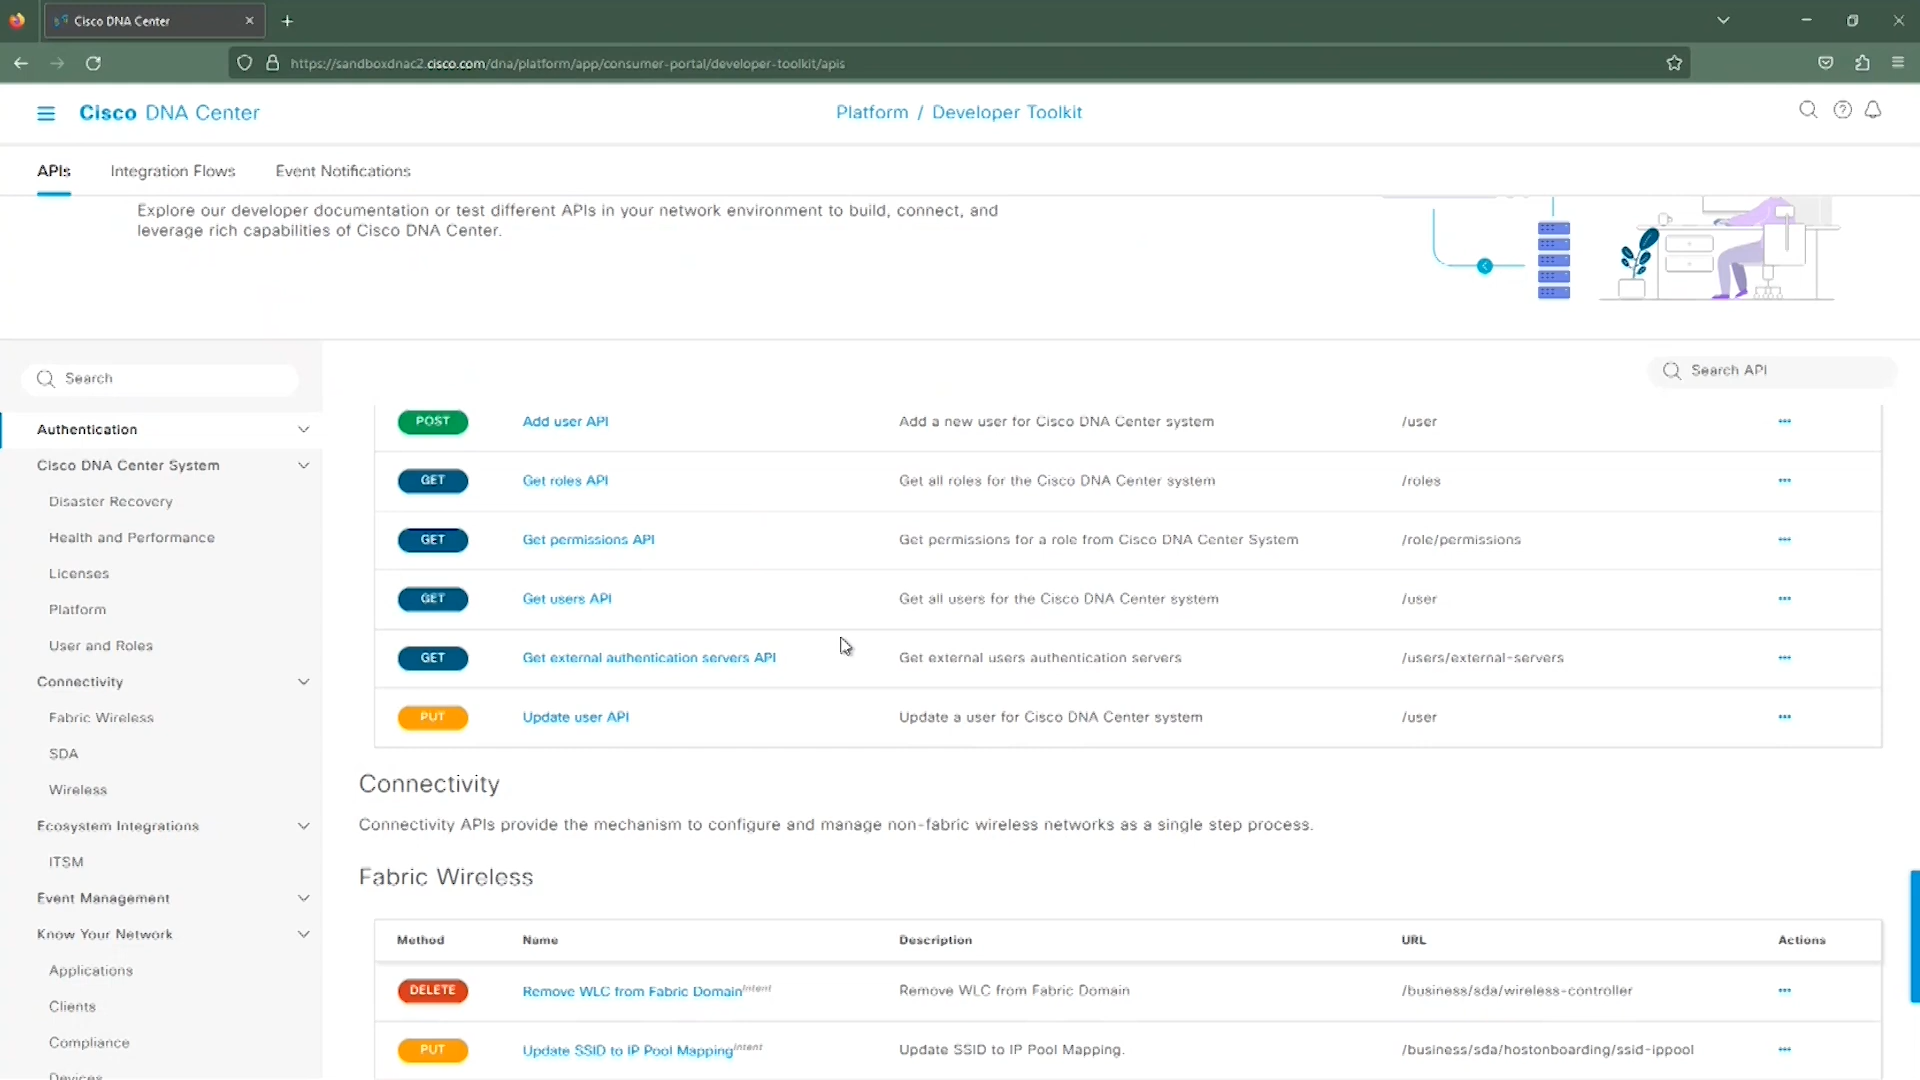 Cisco DNA Center
https://sandboxdnac2.cisco.com/dna/platform/app/consumer-portal/developer-toolkit/apis
Cisco DNA Center
Platform / Developer Toolkit
APIs
Integration Flows
Event Notifications
Explore our developer documentation or test different APIs in your network environment to build, connect, and
leverage rich capabilities of Cisco DNA Center.
Search
Search API
Authentication
Cisco DNA Center System
Disaster Recovery
Health and Performance
Licenses
Platform
User and Roles
Connectivity
Fabric Wireless
SDA
Wireless
Ecosystem Integrations
ITSM
Event Management
Know Your Network
Applications
Clients
Compliance
Devices
POST Add user API Add a new user for Cisco DNA Center system /user
GET Get roles API Get all roles for the Cisco DNA Center system /roles
GET Get permissions API Get permissions for a role from Cisco DNA Center System /role/permissions
GET Get users API Get all users for the Cisco DNA Center system /user
GET Get external authentication servers API Get external users authentication servers /users/external-servers
PUT Update user API Update a user for Cisco DNA Center system /user
Connectivity
Connectivity APIs provide the mechanism to configure and manage non-fabric wireless networks as a single step process.
Fabric Wireless
Method Name Description URL Actions
DELETE Remove WLC from Fabric Domain Intent Remove WLC from Fabric Domain /business/sda/wireless-controller
PUT Update SSID to IP Pool Mapping Intent Update SSID to IP Pool Mapping. /business/sda/hostonboarding/ssid-ippool